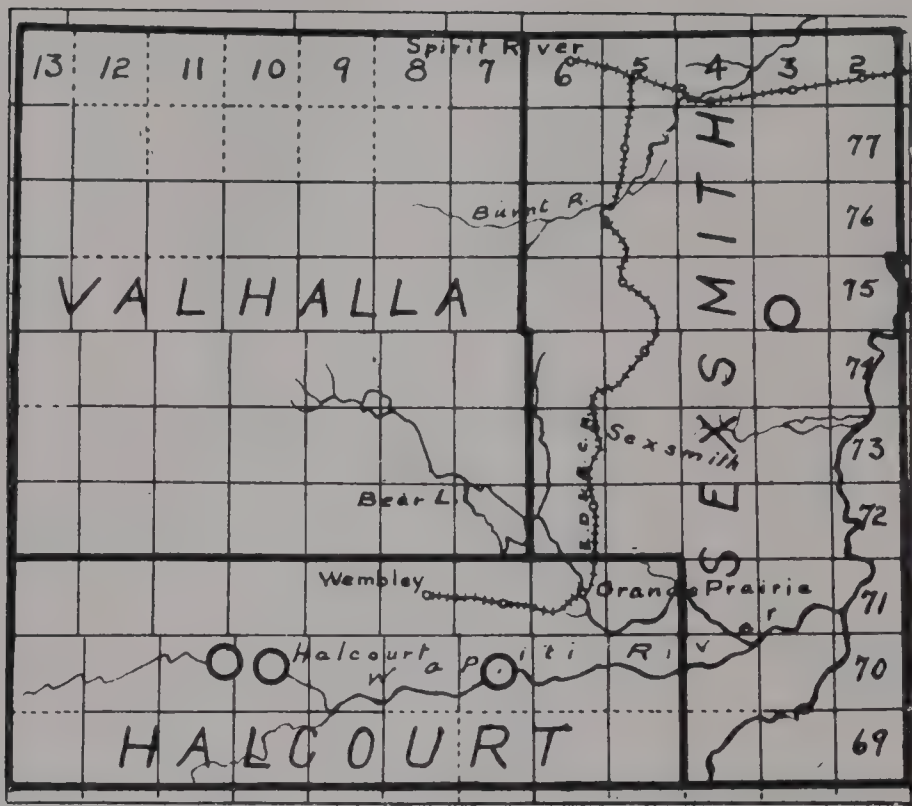 Spirit River
13 12 11 10 9 8 7 6 5 4 3 2
77
Burnt R.
76
VALHALLA
75
74
Sexsmith
73
Bear L.
72
SEXSMITH
Wembley
Grande Prairie
71
Halcourt
Wapiti River
70
HALCOURT
69